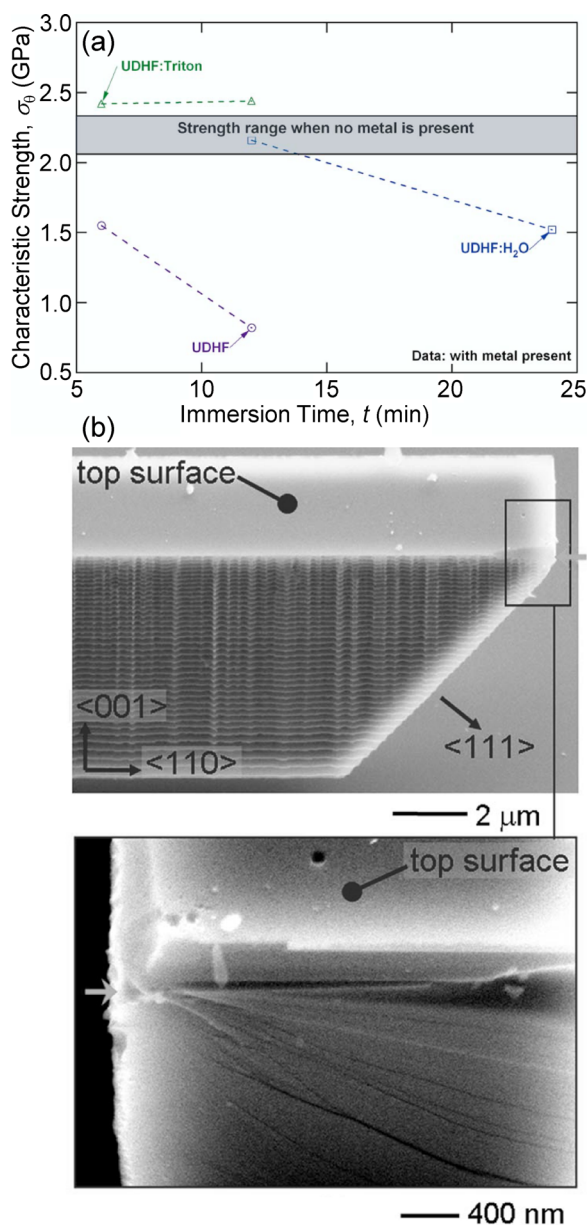 (a)
3.0
2.5
2.0
1.5
1.0
0.5
Characteristic Strength, σθ (GPa)
UDHF:Triton
Strength range when no metal is present
UDHF:H₂O
UDHF
Data: with metal present
5
10
15
20
25
Immersion Time, t (min)
(b)
top surface
<001>
<110>
<111>
2 μm
top surface
400 nm